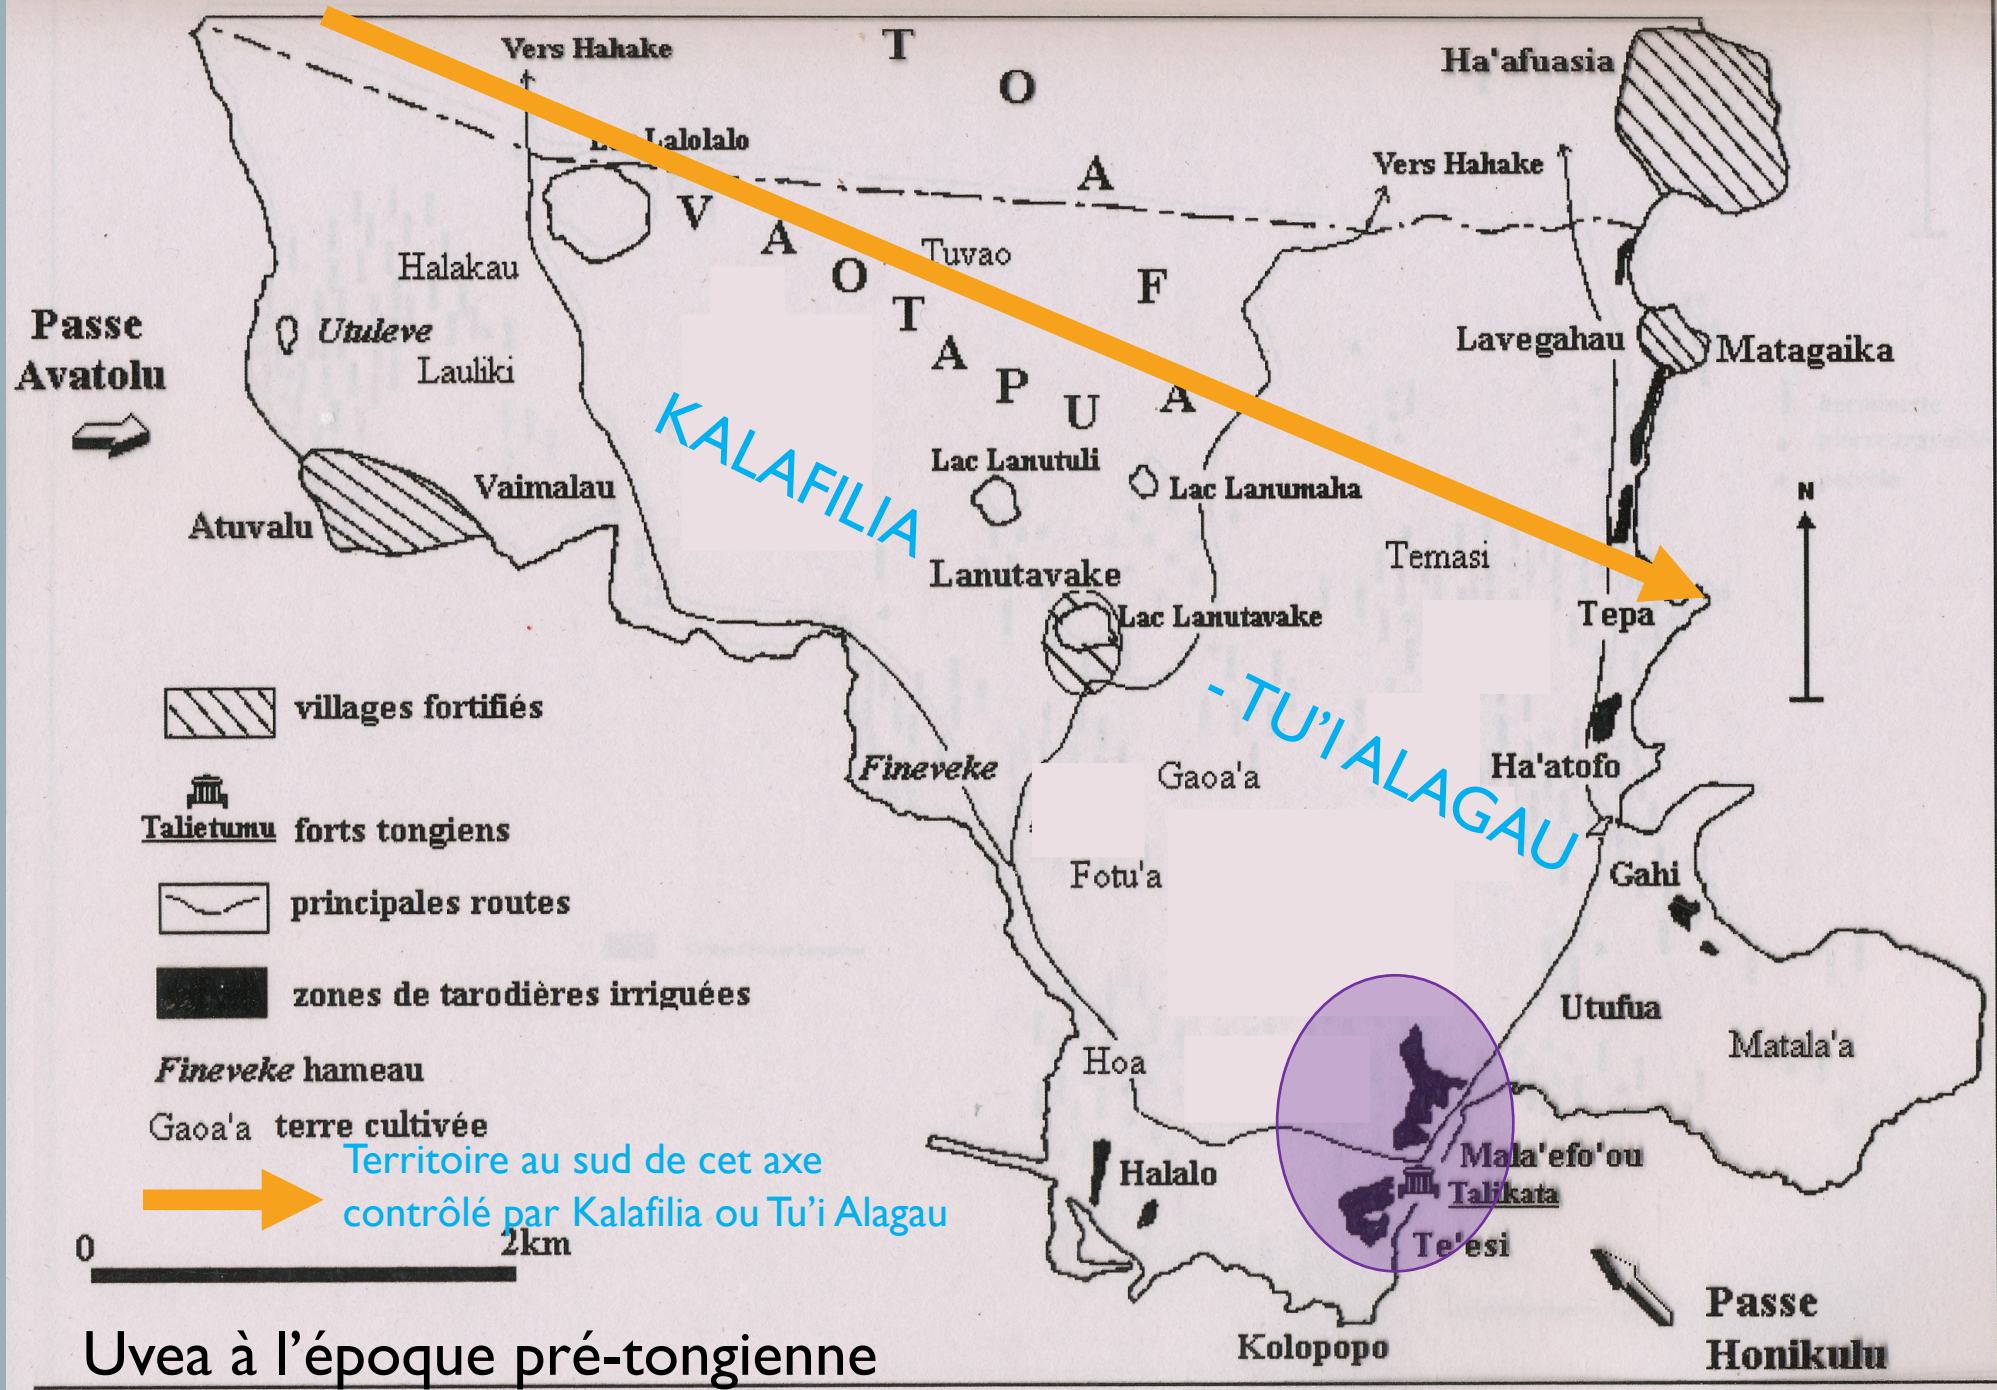 Vers Hahake
T
O
A
F
A
Ha'afuasia
Lalolalo
Vers Hahake
V
A
O
T
A
P
U
Tuvao
Halakau
Passe
Avatolu
Utuleve
Lauliki
Lavegahau
Matagaika
KALAFILIA
Lac Lanutuli
Lac Lanumaha
Vaimalau
Atuvalu
N
Temasi
Lanutavake
Lac Lanutavake
Tepa
villages fortifiés
- TU'I ALAGAU
Fineveke
Gaoa'a
Ha'atofo
Talietumu forts tongiens
Fotu'a
Gahi
principales routes
zones de tarodières irriguées
Utufua
Matala'a
Hoa
Fineveke hameau
Gaoa'a terre cultivée
Territoire au sud de cet axe
contrôlé par Kalafilia ou Tu'i Alagau
Halalo
Mala'efo'ou
Talikata
Te'esi
0 2km
Passe
Honikulu
Kolopopo
Uvea à l'époque pré-tongienne